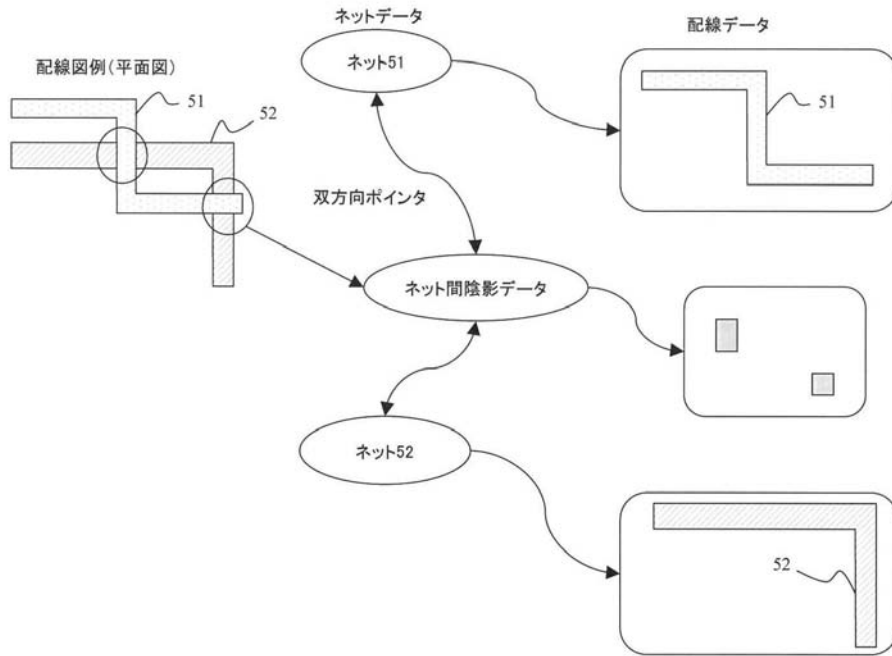 配線図例(平面図)
51
52
ネットデータ
ネット51
双方向ポインタ
ネット間陰影データ
ネット52
配線データ
51
52